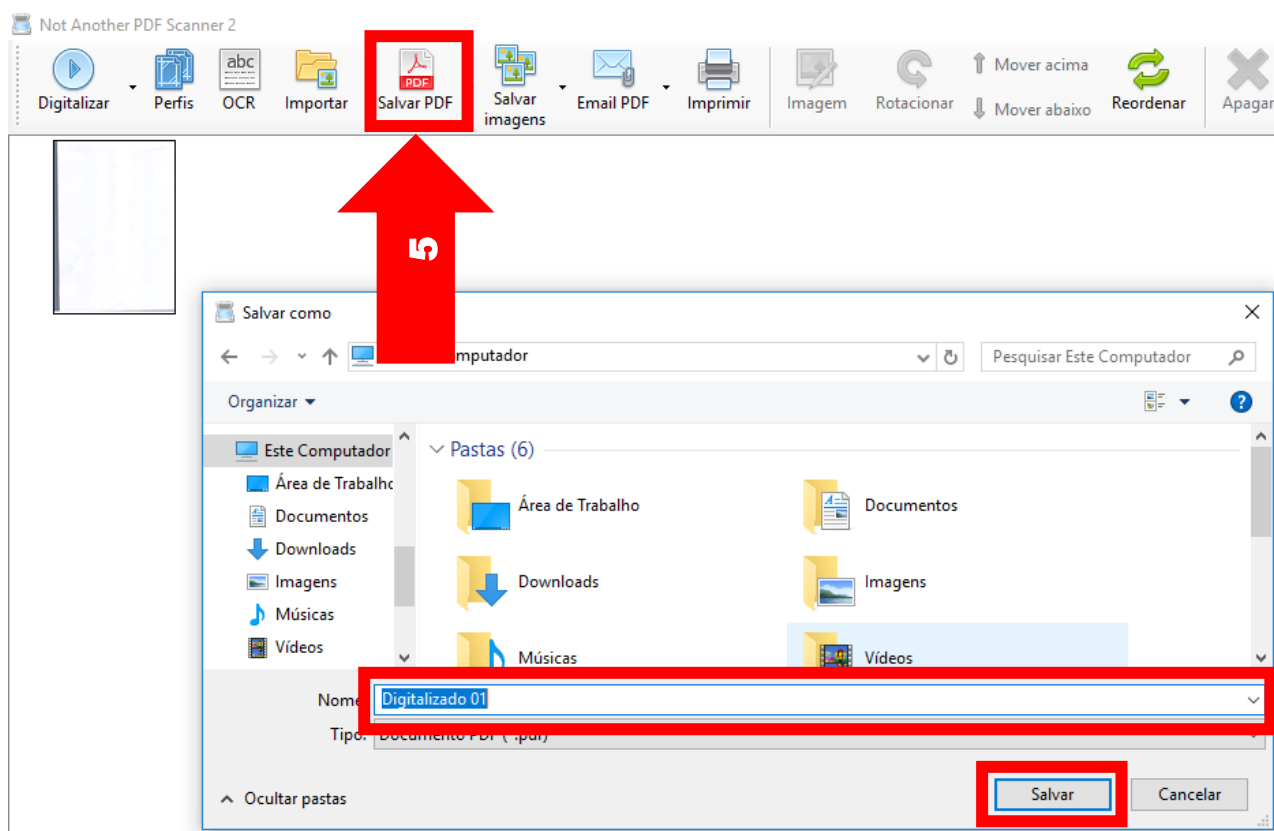 Not Another PDF Scanner 2
Digitalizar Perfis abc OCR Importar PDF Salvar PDF Salvar imagens Email PDF Imprimir Imagem Rotacionar Mover acima Mover abaixo Reordenar Apagar
5
Salvar como
mputador Pesquisar Este Computador
Organizar
Este Computador
Área de Trabalho
Documentos
Downloads
Imagens
Músicas
Vídeos
Pastas (6)
Área de Trabalho Documentos
Downloads Imagens
Músicas Vídeos
Nome Digitalizado 01
Tipo: Documento PDF (*.pdf)
Ocultar pastas Salvar Cancelar